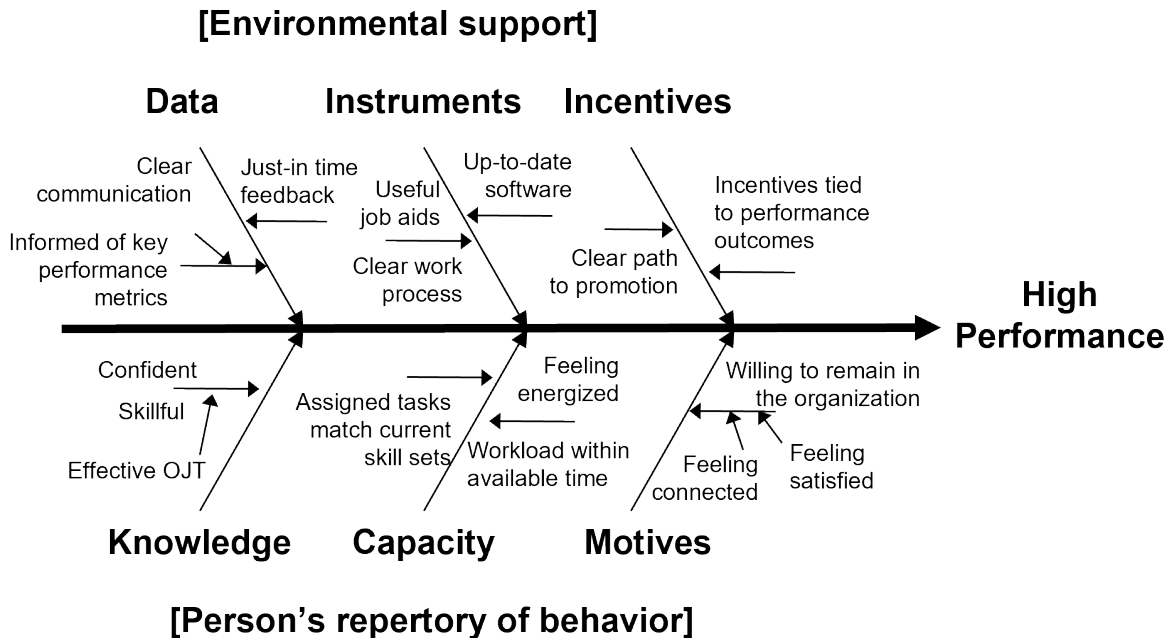 [Environmental support]
Data
Instruments
Incentives
Clear
communication
Just-in time
feedback
Informed of key
performance
metrics
Useful
job aids
Up-to-date
software
Clear work
process
Clear path
to promotion
Incentives tied
to performance
outcomes
High
Performance
Confident
Skillful
Effective OJT
Assigned tasks
match current
skill sets
Feeling
energized
Workload within
available time
Willing to remain in
the organization
Feeling
connected
Feeling
satisfied
Knowledge
Capacity
Motives
[Person's repertory of behavior]